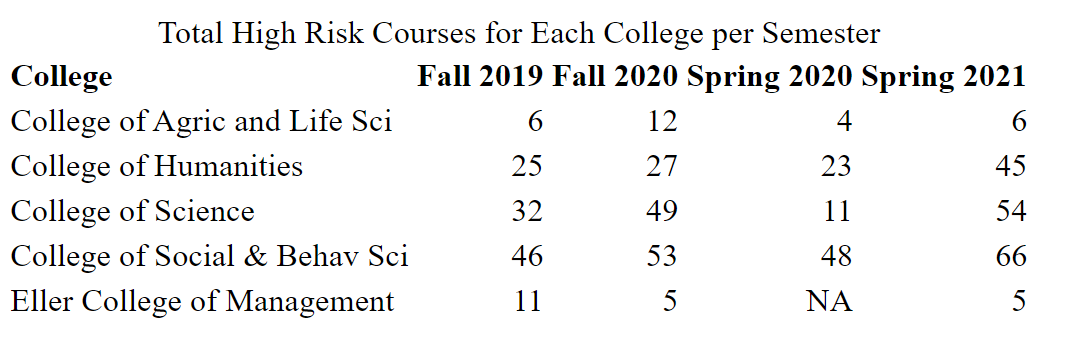 Total High Risk Courses for Each College per Semester
College Fall 2019 Fall 2020 Spring 2020 Spring 2021
College of Agric and Life Sci 6 12 4 6
College of Humanities 25 27 23 45
College of Science 32 49 11 54
College of Social & Behav Sci 46 53 48 66
Eller College of Management 11 5 NA 5